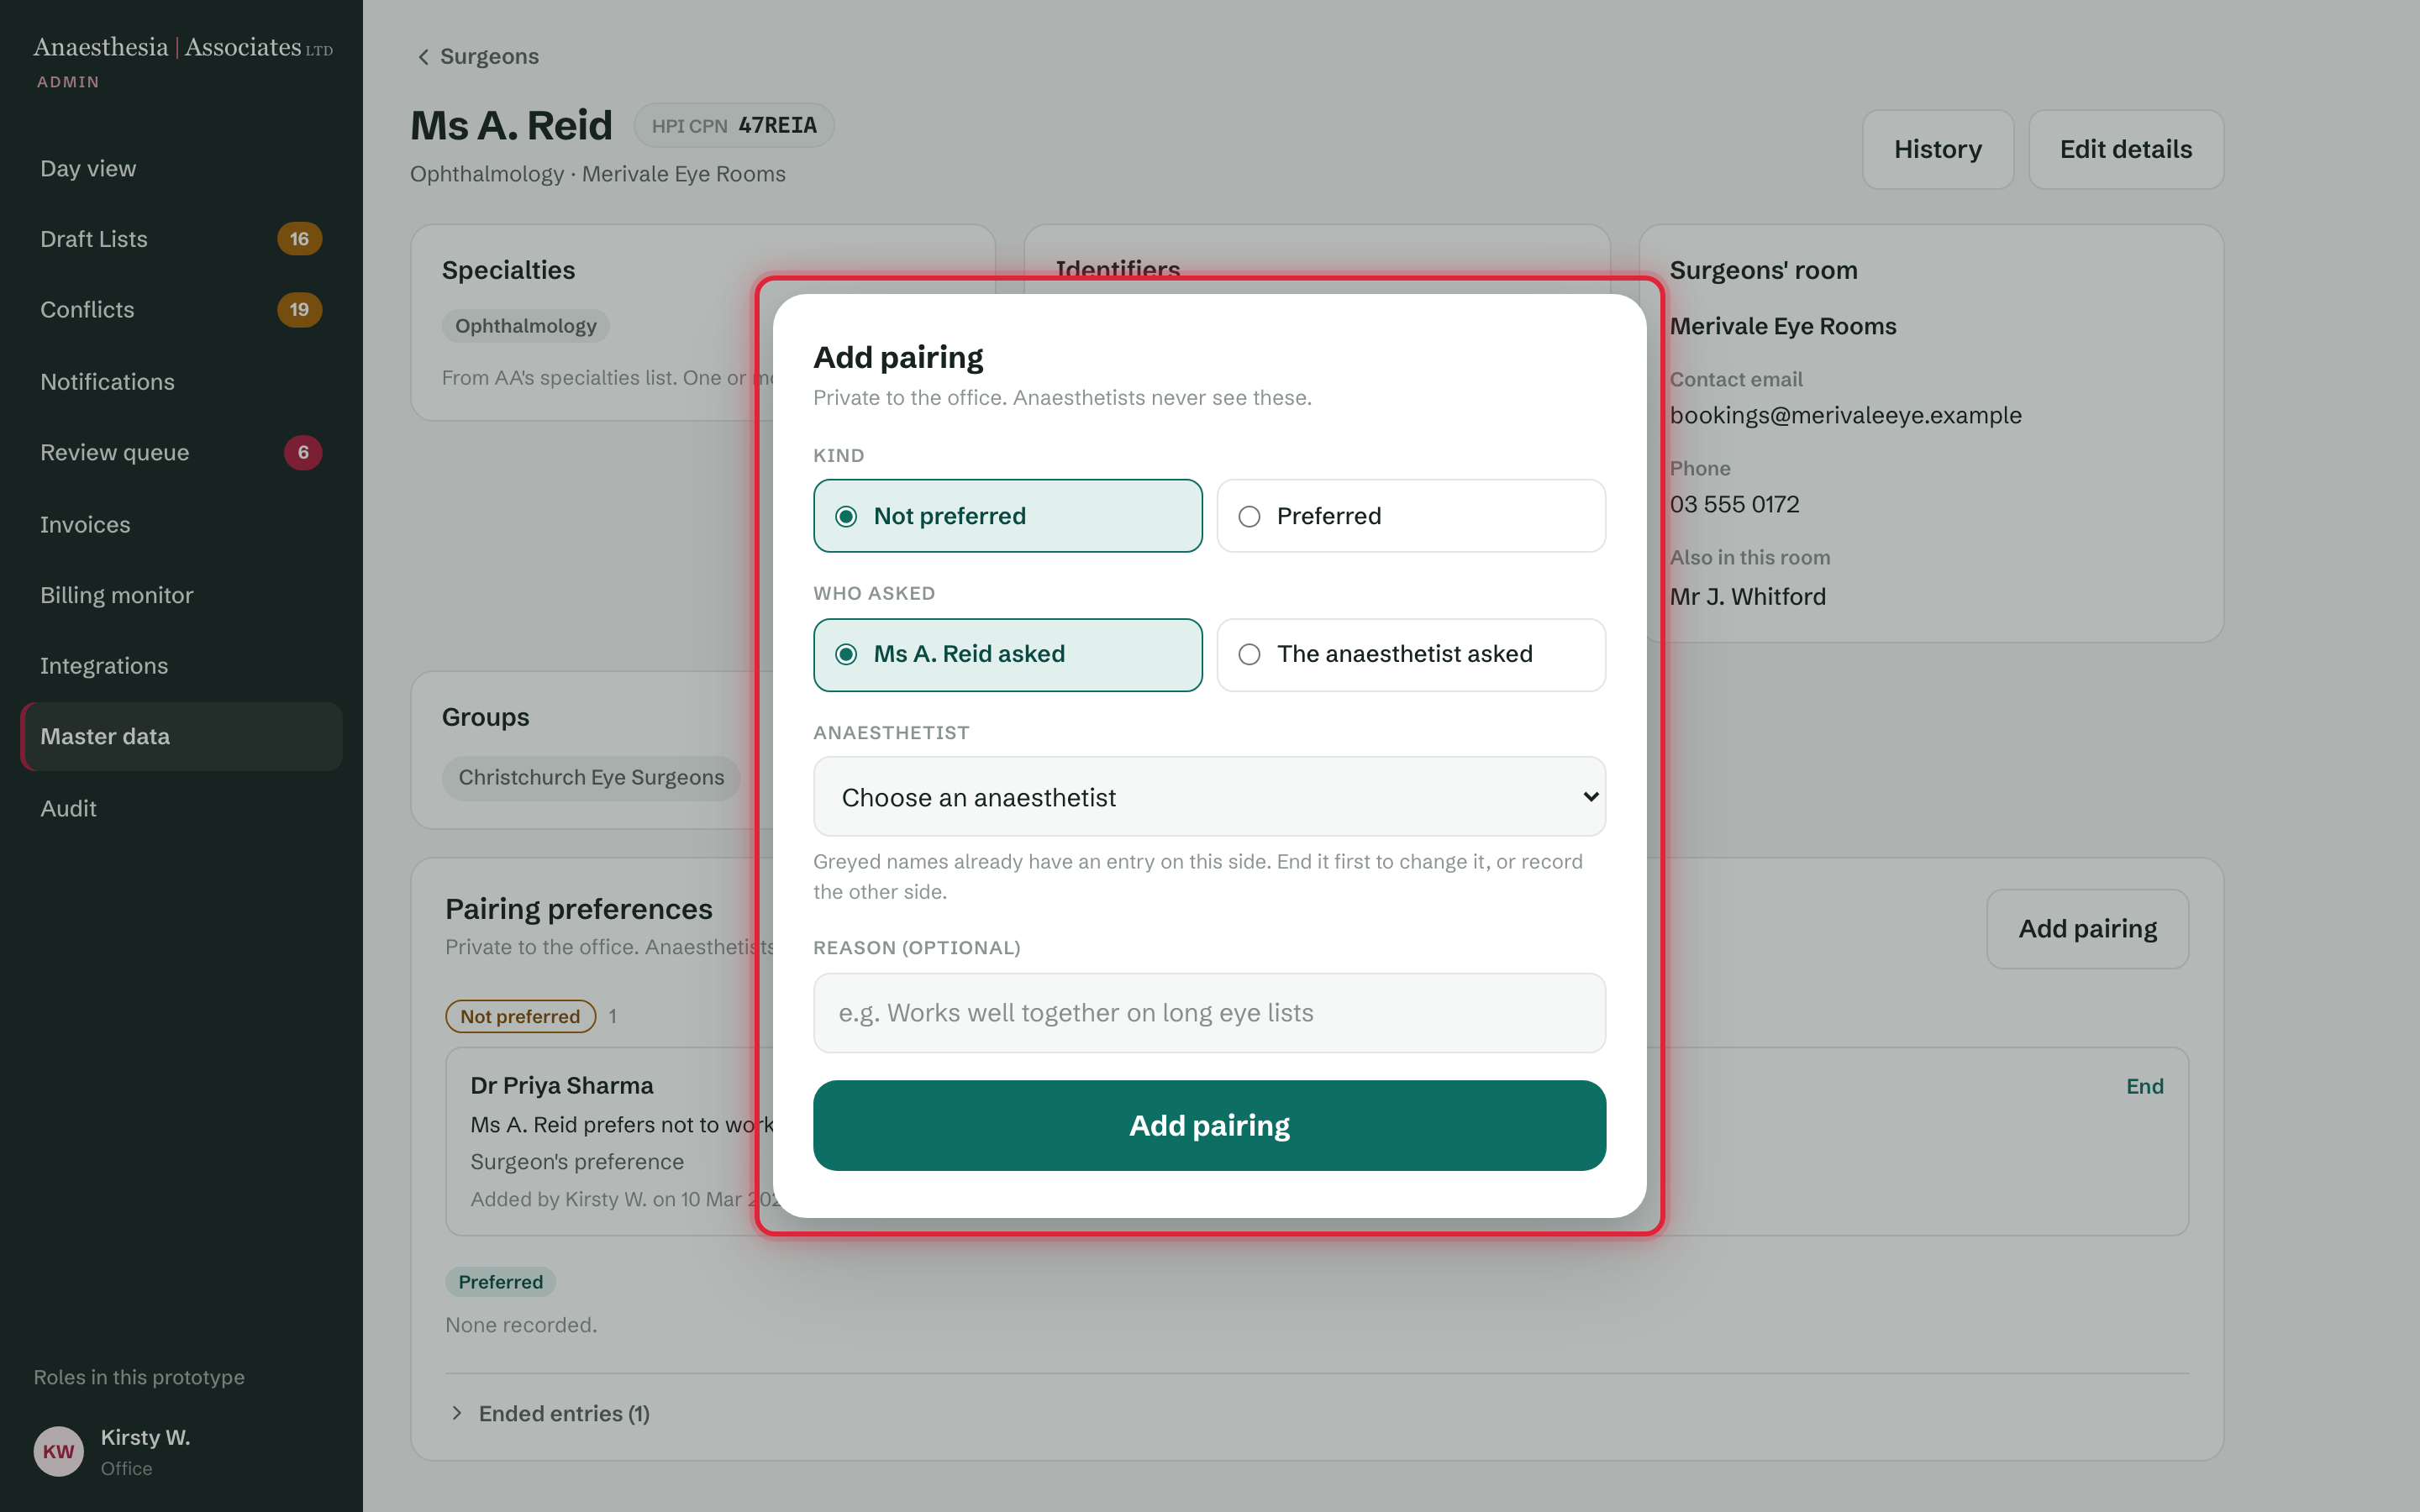 Anaesthesia | Associates LTD
ADMIN
Day view
Draft Lists 16
Conflicts 19
Notifications
Review queue 6
Invoices
Billing monitor
Integrations
Master data
Audit
Roles in this prototype
KW
Kirsty W.
Office
Surgeons
Ms A. Reid HPI CPN 47REIA
Ophthalmology · Merivale Eye Rooms
History
Edit details
Specialties
Ophthalmology
From AA's specialties list. One or
Identifiers
Surgeons' room
Merivale Eye Rooms
Contact email
bookings@merivaleeye.example
Phone
03 555 0172
Also in this room
Mr J. Whitford
Groups
Christchurch Eye Surgeons
Pairing preferences
Private to the office. Anaesthetists
Add pairing
Not preferred 1
Dr Priya Sharma
Ms A. Reid prefers not to work
Surgeon's preference
Added by Kirsty W. on 10 Mar
End
Preferred
None recorded.
Ended entries (1)
Add pairing
Private to the office. Anaesthetists never see these.
KIND
Not preferred
Preferred
WHO ASKED
Ms A. Reid asked
The anaesthetist asked
ANAESTHETIST
Choose an anaesthetist
Greyed names already have an entry on this side. End it first to change it, or record
the other side.
REASON (OPTIONAL)
e.g. Works well together on long eye lists
Add pairing